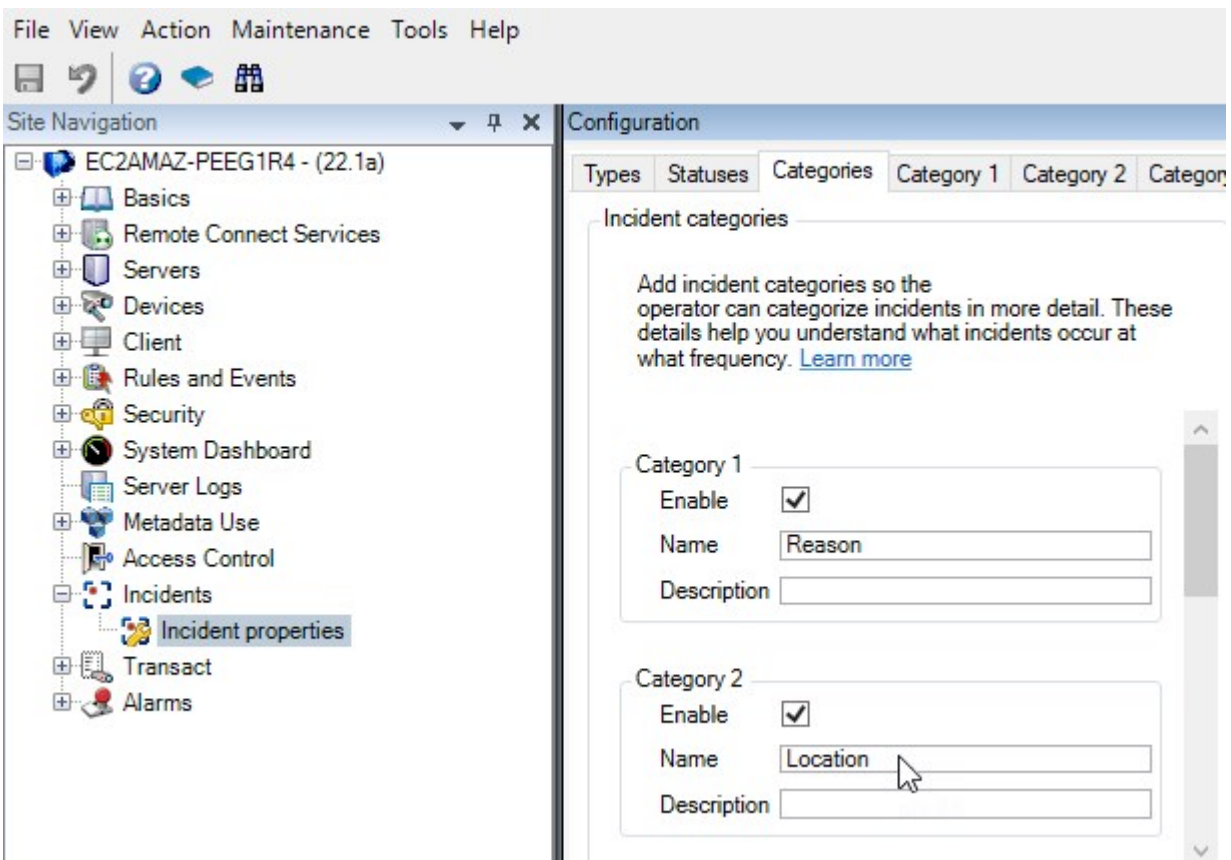 File View Action Maintenance Tools Help
Site Navigation
EC2AMAZ-PEEG1R4 - (22.1a)
Basics
Remote Connect Services
Servers
Devices
Client
Rules and Events
Security
System Dashboard
Server Logs
Metadata Use
Access Control
Incidents
Incident properties
Transact
Alarms
Configuration
Types Statuses Categories Category 1 Category 2 Category
Incident categories
Add incident categories so the
operator can categorize incidents in more detail. These
details help you understand what incidents occur at
what frequency. Learn more
Category 1
Enable
Name Reason
Description
Category 2
Enable
Name Location
Description